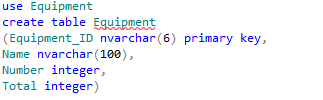 use Equipment
create table Equipment
(Equipment_ID nvarchar(6) primary key,
Name nvarchar(100),
Number integer,
Total integer)